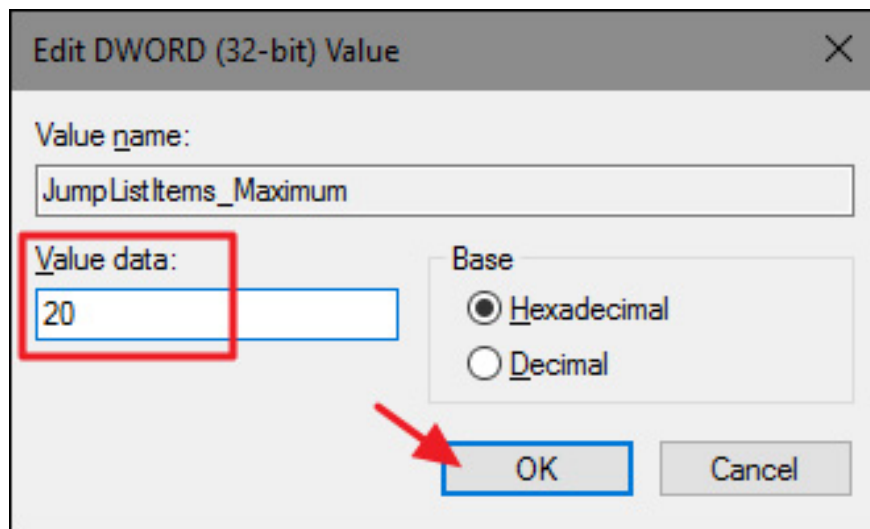 Edit DWORD (32-bit) Value
Value name:
JumpListItems_Maximum
Value data:
20
Base
Hexadecimal
Decimal
OK
Cancel